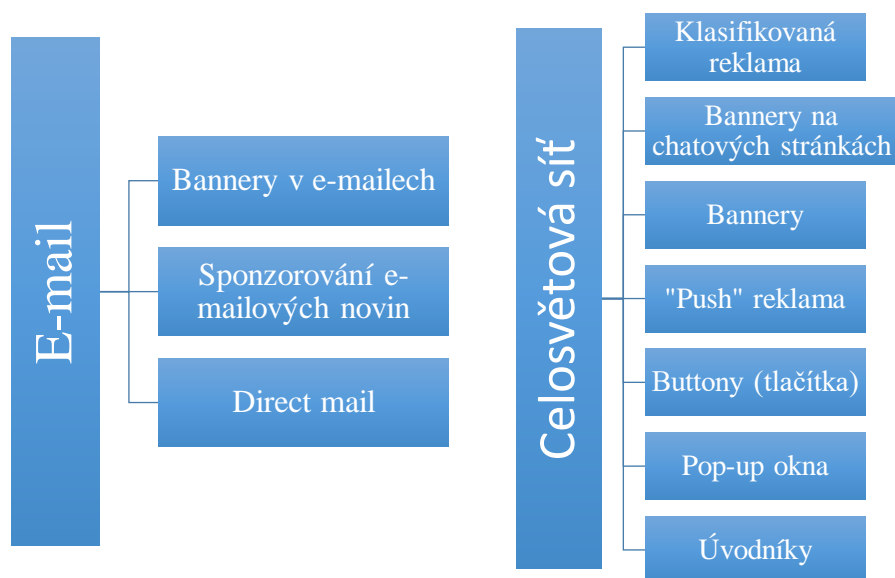 E-mail
Bannery v e-mailech
Sponzorování e-
mailových novin
Direct mail
Celosvětová síť
Klasifikovaná
reklama
Bannery na
chatových stránkách
Bannery
"Push" reklama
Buttony (tlačítka)
Pop-up okna
Úvodníky